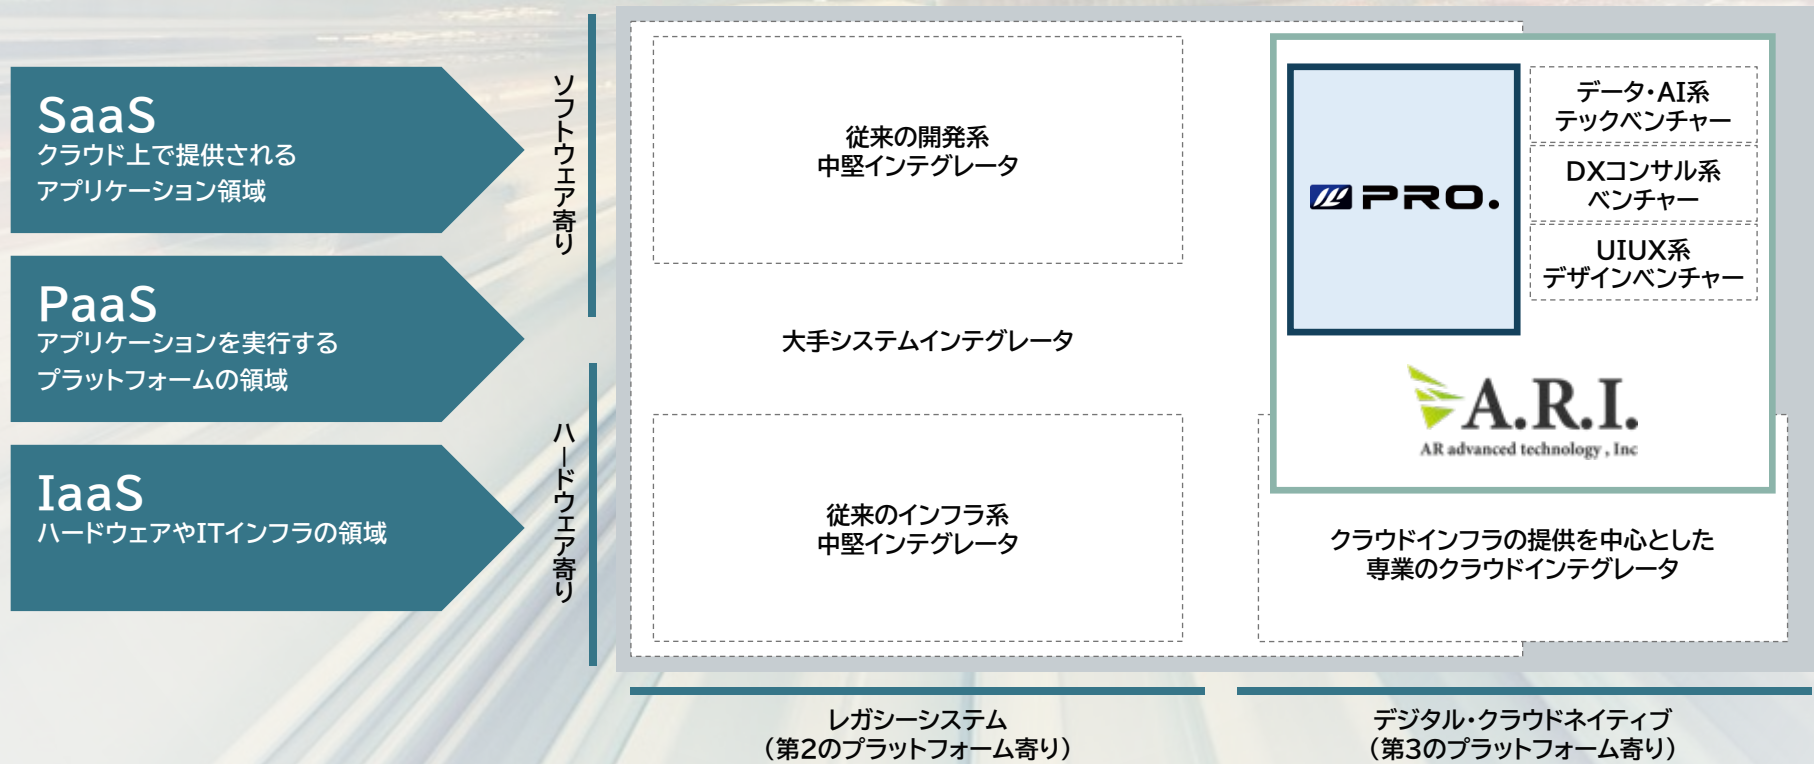 SaaS
クラウド上で提供される
アプリケーション領域
PaaS
アプリケーションを実行する
プラットフォームの領域
IaaS
ハードウェアやITインフラの領域
ソフトウェア寄り
ハードウェア寄り
従来の開発系
中堅インテグレータ
大手システムインテグレータ
従来のインフラ系
中堅インテグレータ
PRO.
データ・AI系
テックベンチャー
DXコンサル系
ベンチャー
UIUX系
デザインベンチャー
A.R.I.
AR advanced technology , Inc
クラウドインフラの提供を中心とした
専業のクラウドインテグレータ
レガシーシステム
（第2のプラットフォーム寄り）
デジタル・クラウドネイティブ
（第3のプラットフォーム寄り）